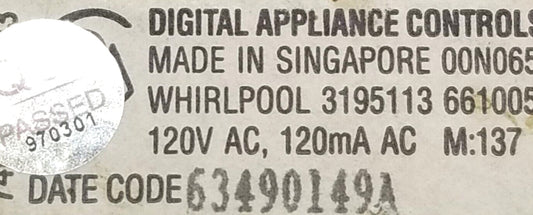 DIGITAL APPLIANCE CONTROLS
MADE IN SINGAPORE 00N065
WHIRLPOOL 3195113 661005
120V AC, 120mA AC M:137
DATE CODE 63490149A
PASSED
970301